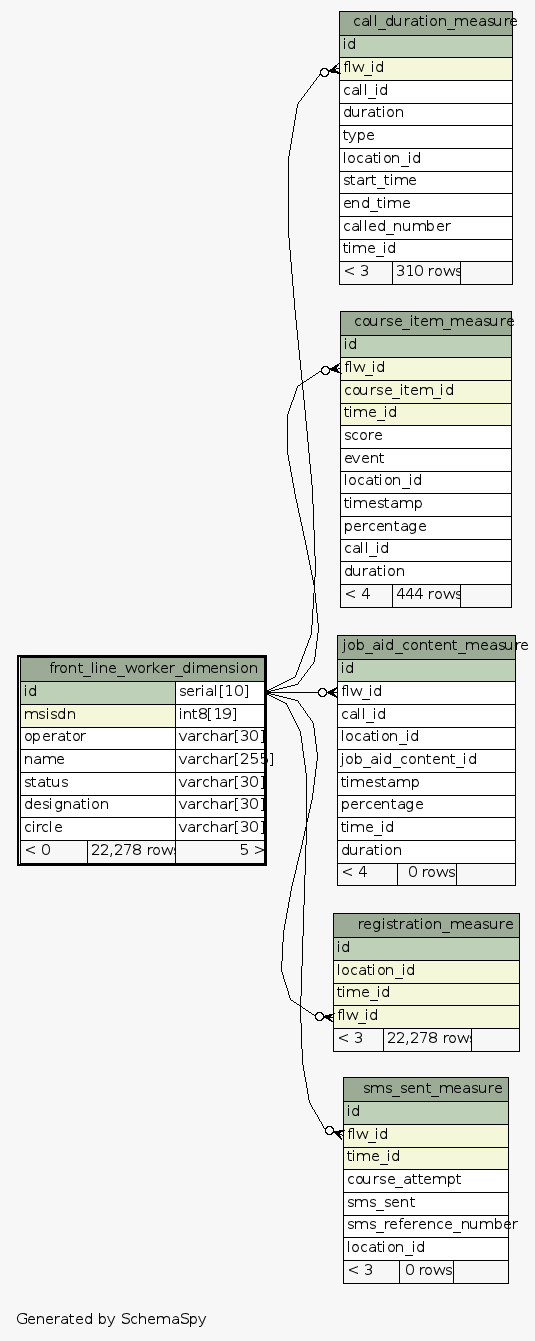 call_duration_measure
id
flw_id
call_id
duration
type
location_id
start_time
end_time
called_number
time_id
< 3 310 rows
course_item_measure
id
flw_id
course_item_id
time_id
score
event
location_id
timestamp
percentage
call_id
duration
< 4 444 rows
job_aid_content_measure
id
flw_id
call_id
location_id
job_aid_content_id
timestamp
percentage
time_id
duration
< 4 0 rows
front_line_worker_dimension
id serial[10]
msisdn int8[19]
operator varchar[30]
name varchar[255]
status varchar[30]
designation varchar[30]
circle varchar[30]
< 0 22,278 rows 5 >
registration_measure
id
location_id
time_id
flw_id
< 3 22,278 rows
sms_sent_measure
id
flw_id
time_id
course_attempt
sms_sent
sms_reference_number
location_id
< 3 0 rows
Generated by SchemaSpy